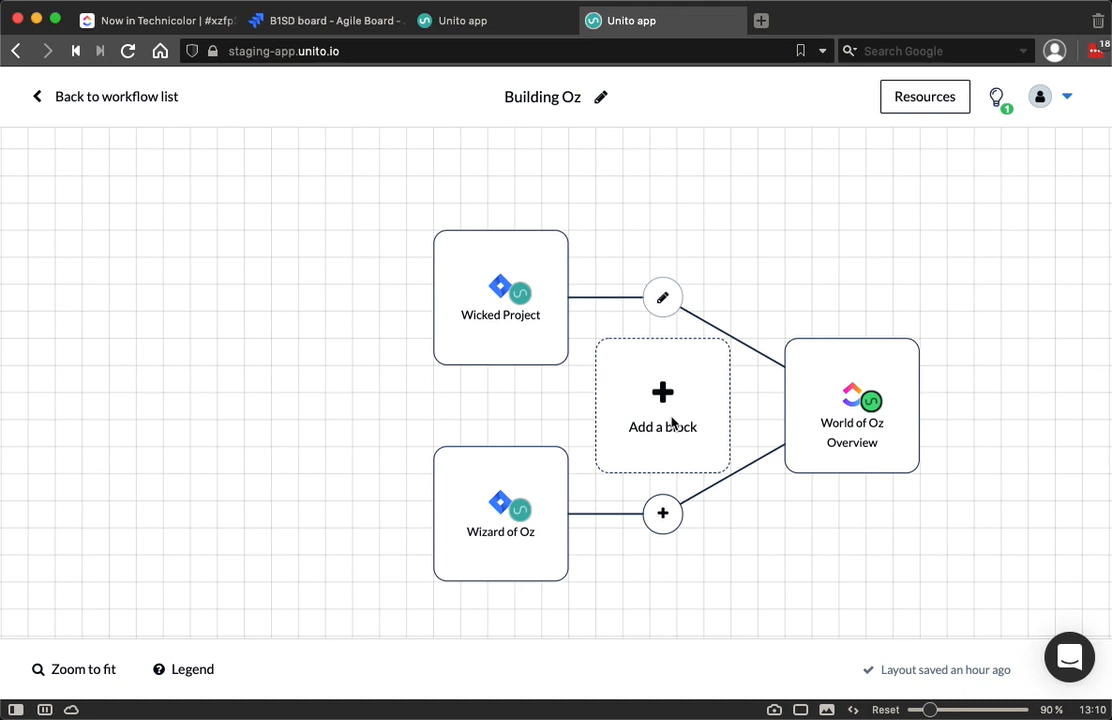 Now in Technicolor | #xzfp
B1SD board - Agile Board -
Unito app
Unito app
staging-app.unito.io
Search Google
18
Back to workflow list
Building Oz
Resources
1
Wicked Project
Add a block
World of Oz
Overview
Wizard of Oz
Zoom to fit
Legend
Layout saved an hour ago
Reset
90 %
13:10